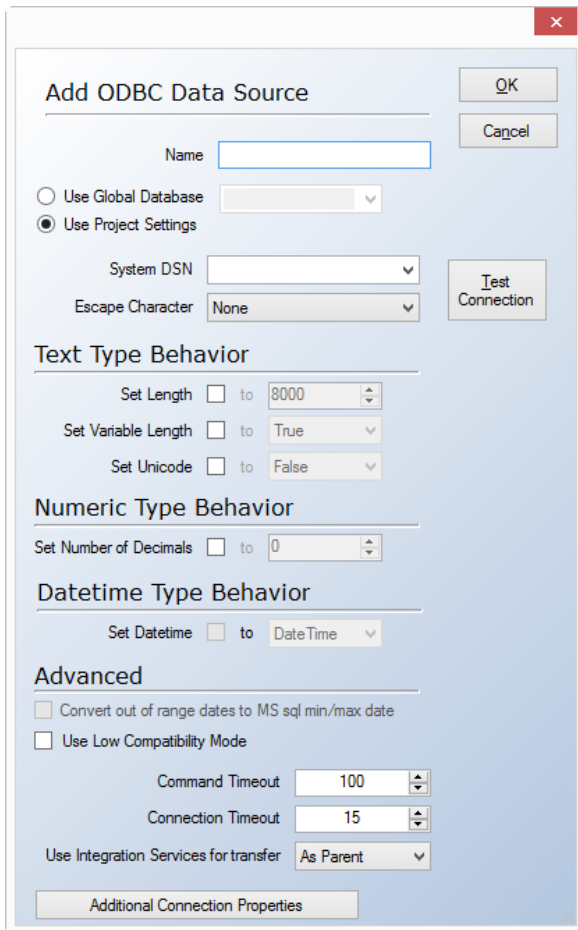 Add ODBC Data Source
OK
Cancel
Name
Use Global Database
Use Project Settings
System DSN
Escape Character None
Test
Connection
Text Type Behavior
Set Length to 8000
Set Variable Length to True
Set Unicode to False
Numeric Type Behavior
Set Number of Decimals to 0
Datetime Type Behavior
Set Datetime to DateTime
Advanced
Convert out of range dates to MS sql min/max date
Use Low Compatibility Mode
Command Timeout 100
Connection Timeout 15
Use Integration Services for transfer As Parent
Additional Connection Properties